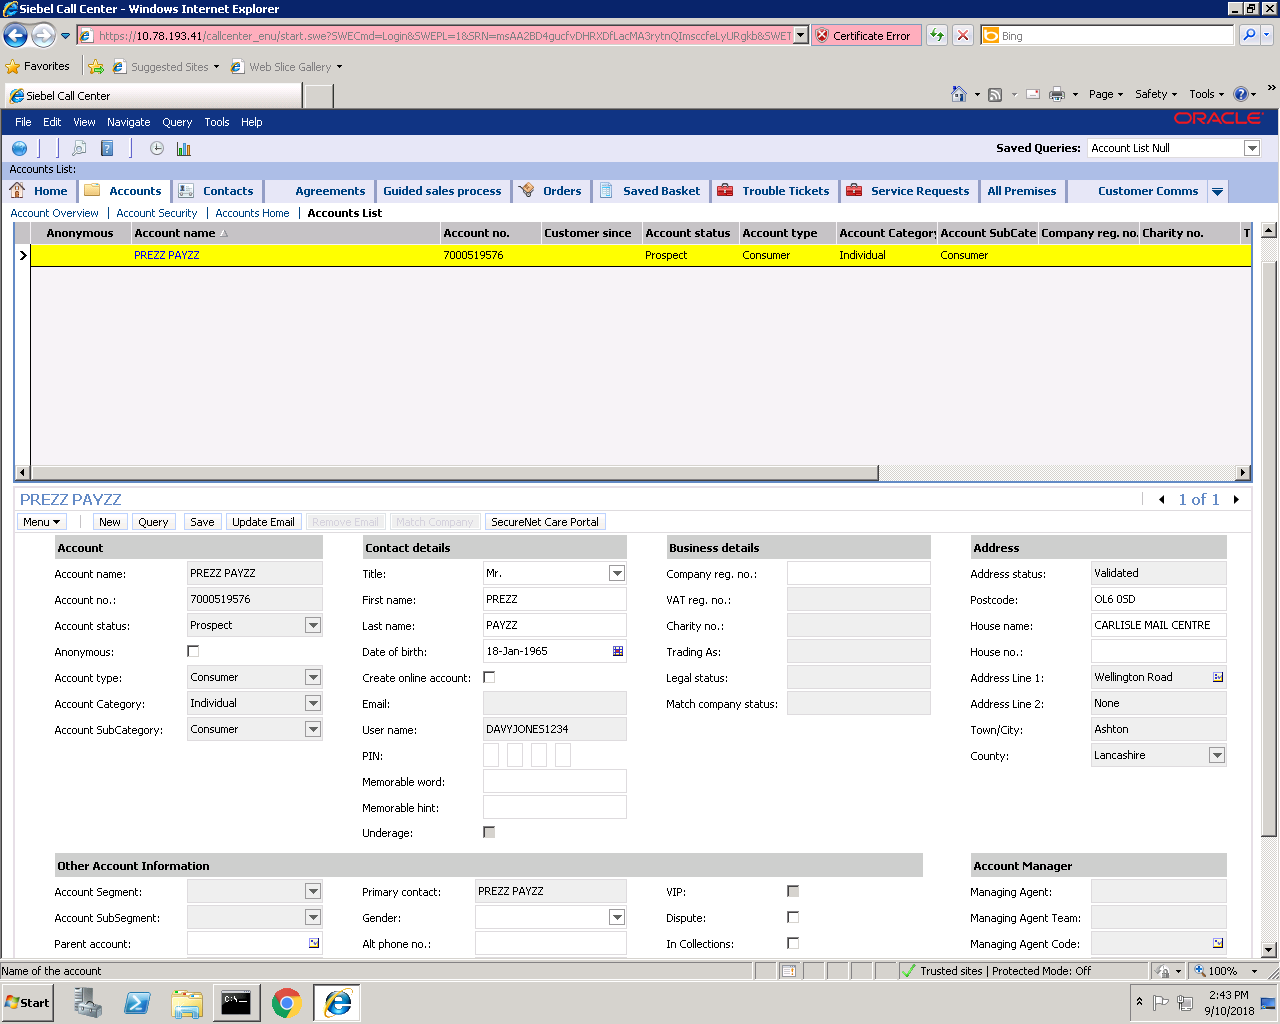 Siebel Call Center - Windows Internet Explorer
https://10.78.193.41/callcenter_enu/start.swe?SWECmd=Login&SWEPL=1&SRN= Certificate Error Bing
Favorites Suggested Sites Web Slice Gallery
Siebel Call Center Page Safety Tools
File Edit View Navigate Query Tools Help ORACLE
Saved Queries: Account List Null
Accounts List:
Home Accounts Contacts Agreements Guided sales process Orders Saved Basket Trouble Tickets Service Requests All Premises Customer Comms
Account Overview Account Security Accounts Home Accounts List
Anonymous Account name Account no. Customer since Account status Account type Account Category Account SubCate Company reg. no. Charity no. T
PREZZ PAYZZ 7000519576 Prospect Consumer Individual Consumer
PREZZ PAYZZ 1 of 1
Menu New Query Save Update Email Remove Email Match Company SecureNet Care Portal
Account Contact details Business details Address
Account name: PREZZ PAYZZ Title: Mr. Company reg. no.: Address status: Validated
Account no.: 7000519576 First name: PREZZ VAT reg. no.: Postcode: OL6 0SD
Account status: Prospect Last name: PAYZZ Charity no.: House name: CARLISLE MAIL CENTRE
Anonymous: Date of birth: 18-Jan-1965 Trading As: House no.:
Account type: Consumer Create online account: Legal status: Address Line 1: Wellington Road
Account Category: Individual Email: Match company status: Address Line 2: None
Account SubCategory: Consumer User name: DAVYJONES1234 Town/City: Ashton
PIN: County: Lancashire
Memorable word:
Memorable hint:
Underage:
Other Account Information Account Manager
Account Segment: Primary contact: PREZZ PAYZZ VIP: Managing Agent:
Account SubSegment: Gender: Dispute: Managing Agent Team:
Parent account: Alt phone no.: In Collections: Managing Agent Code:
Name of the account Trusted sites | Protected Mode: Off 100%
Start 2:43 PM
9/10/2018